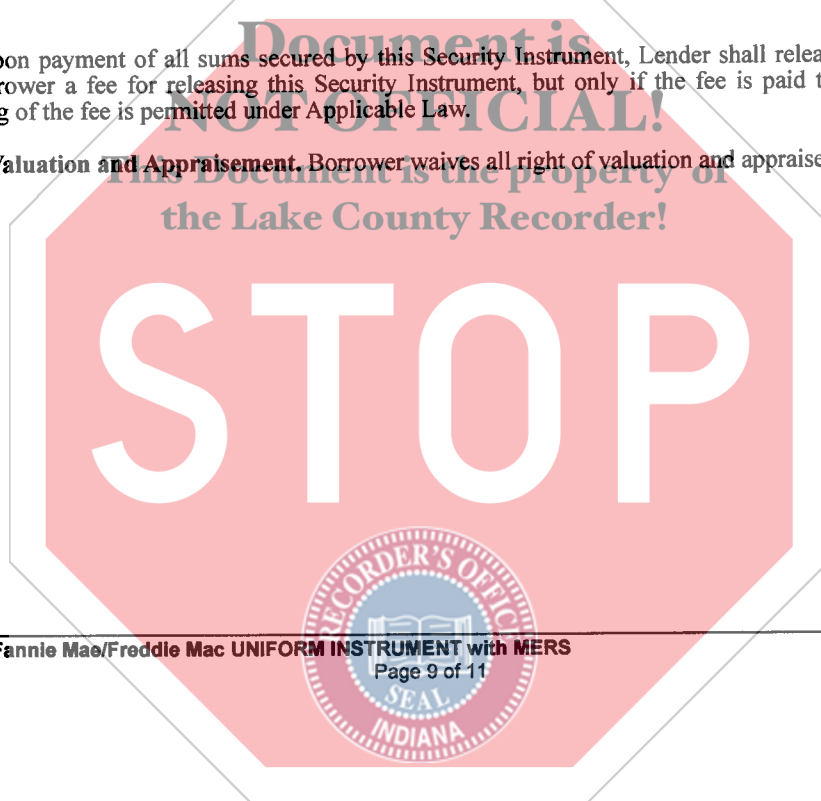 Document is
upon payment of all sums secured by this Security Instrument, Lender shall relea
rower a fee for releasing this Security Instrument, but only if the fee is paid t
g of the fee is permitted under Applicable Law.
NOT OFFICIAL!
Valuation and Appraisement. Borrower waives all right of valuation and appraise
This Document is the property of
the Lake County Recorder!
STOP
RECORDER'S OFFICE
Fannie Mae/Freddie Mac UNIFORM INSTRUMENT with MERS
Page 9 of 11
SEAL
INDIANA